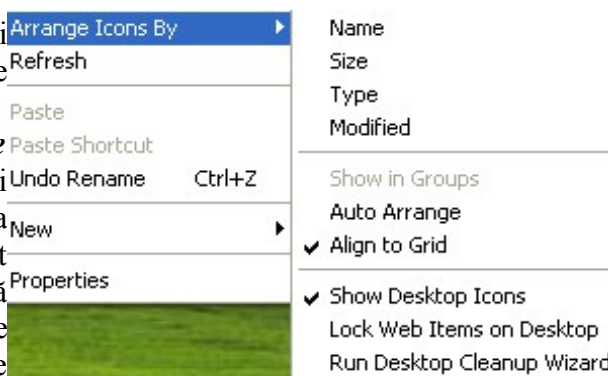 Arrange Icons By
Refresh
Paste
Paste Shortcut
Undo Rename Ctrl+Z
New
Properties
Name
Size
Type
Modified
Show in Groups
Auto Arrange
Align to Grid
Show Desktop Icons
Lock Web Items on Desktop
Run Desktop Cleanup Wizard